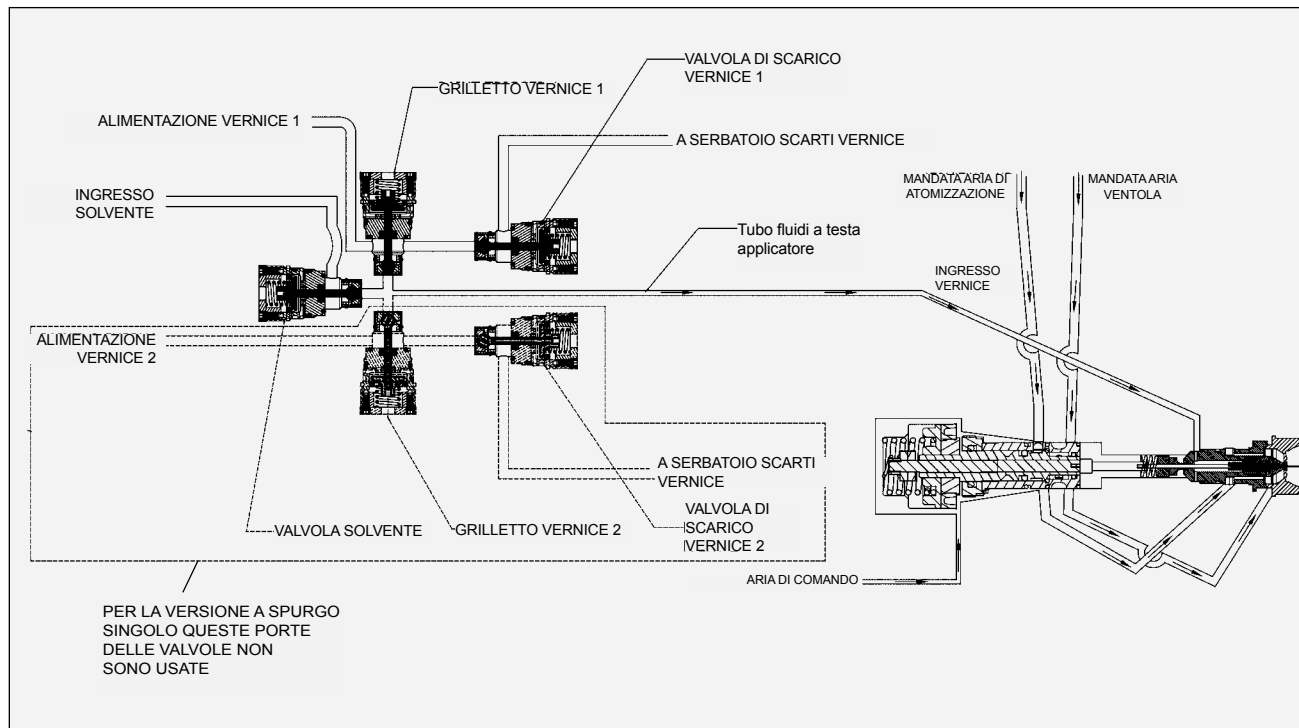 VALVOLA DI SCARICO
VERNICE 1
GRILLETTO VERNICE 1
ALIMENTAZIONE VERNICE 1
A SERBATOIO SCARTI VERNICE
INGRESSO
SOLVENTE
MANDATA ARIA DI
ATOMIZZAZIONE
MANDATA ARIA
VENTOLA
Tubo fluidi a testa
applicatore
INGRESSO
VERNICE
ALIMENTAZIONE
VERNICE 2
A SERBATOIO SCARTI
VERNICE
VALVOLA SOLVENTE
GRILLETTO VERNICE 2
VALVOLA DI
SCARICO
VERNICE 2
ARIA DI COMANDO
PER LA VERSIONE A SPURGO
SINGOLO QUESTE PORTE
DELLE VALVOLE NON
SONO USATE